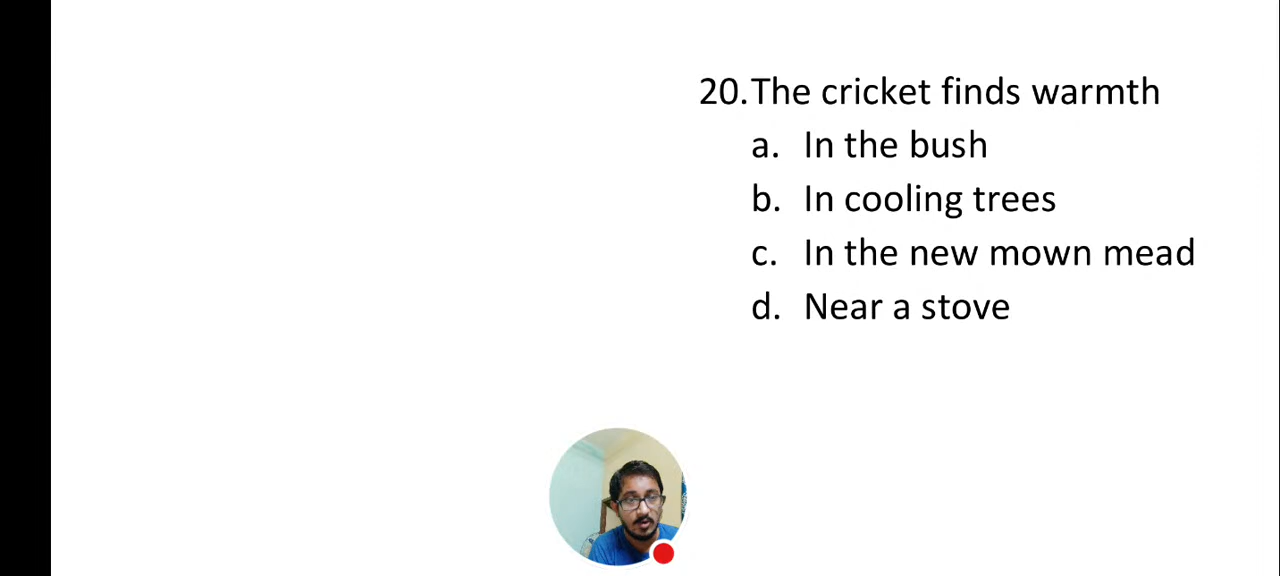 20.The cricket finds warmth
a. In the bush
b. In cooling trees
c. In the new mown mead
d. Near a stove